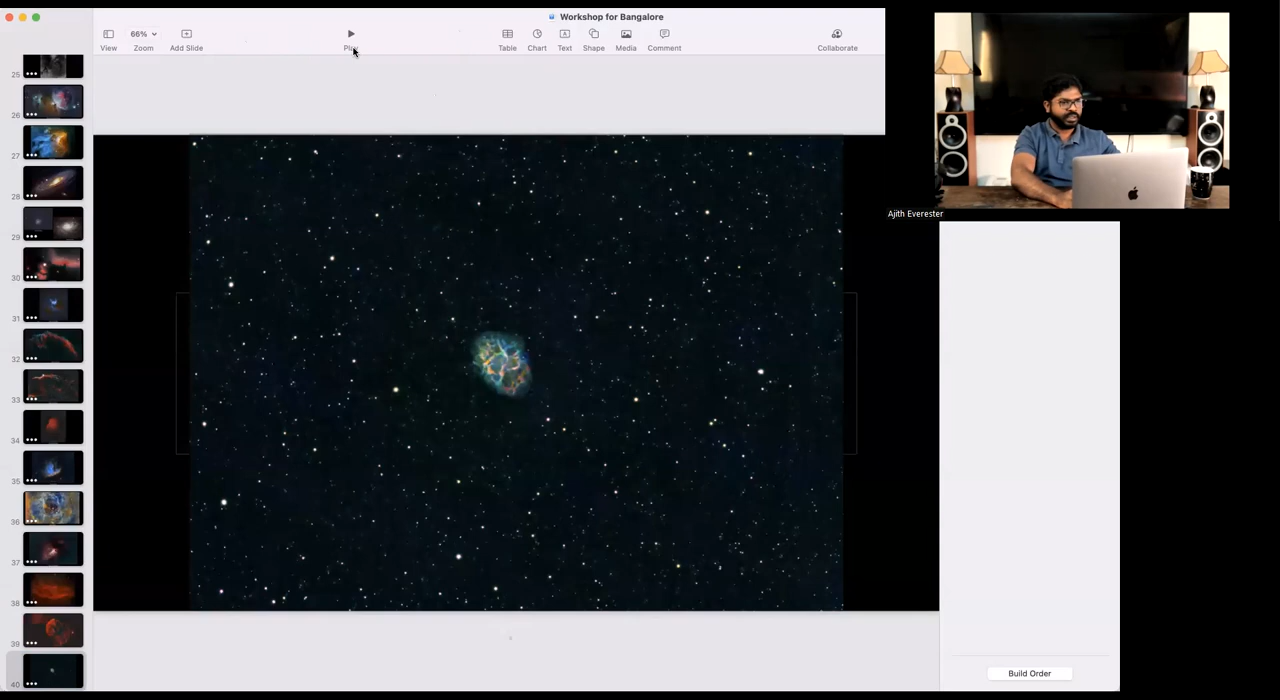 Workshop for Bangalore
66%
View
Zoom
Add Slide
Play
Table
Chart
Text
Shape
Media
Comment
Collaborate
25
26
27
28
29
30
31
32
33
34
35
36
37
38
39
40
Ajith Everester
Build Order